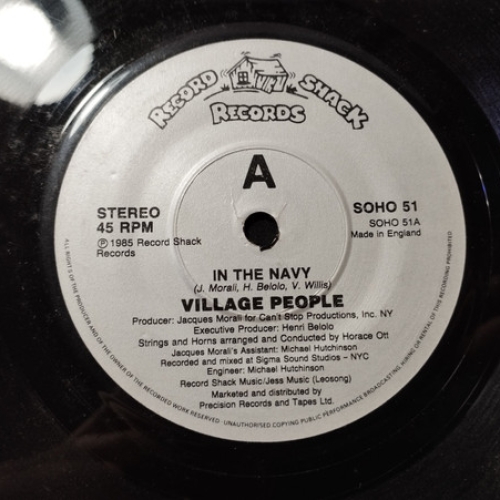 RECORD SHACK
RECORDS
A
STEREO
45 RPM
℗ 1985 Record Shack
Records
SOHO 51
SOHO 51A
Made in England
IN THE NAVY
(J. Morali, H. Belolo, V. Willis)
VILLAGE PEOPLE
Producer: Jacques Morali for Can't Stop Productions, Inc. NY
Executive Producer: Henri Belolo
Strings and Horns arranged and Conducted by Horace Ott
Jacques Morali's Assistant: Michael Hutchinson
Recorded and mixed at Sigma Sound Studios – NYC
Engineer: Michael Hutchinson
Record Shack Music/Jess Music (Leosong)
Marketed and distributed by
Precision Records and Tapes Ltd.
ALL RIGHTS OF THE PRODUCER AND OF THE OWNER OF THE RECORDED WORK RESERVED · UNAUTHORISED COPYING PUBLIC PERFORMANCE BROADCASTING HIRING OR RENTAL OF THIS RECORDING PROHIBITED